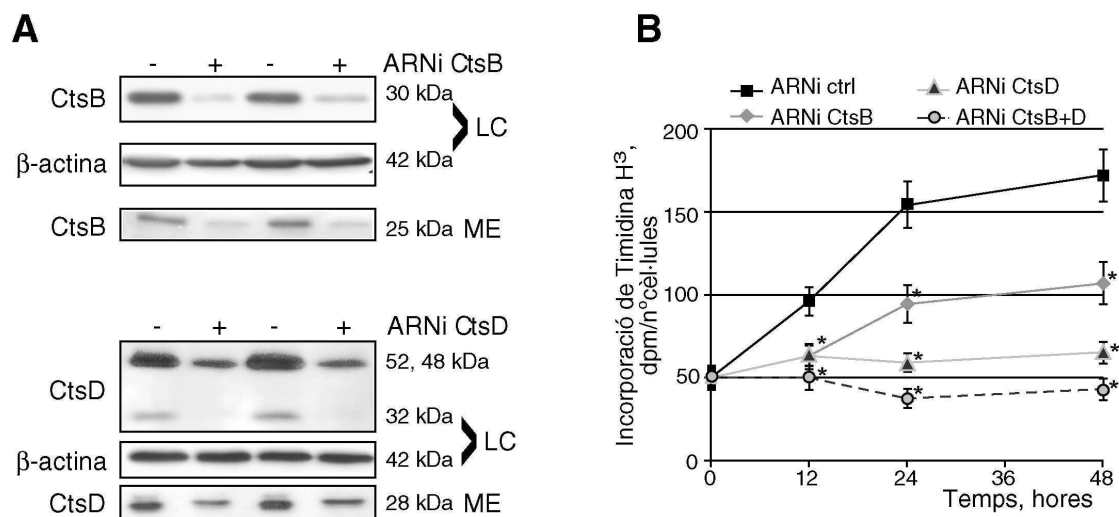 A
- + - + ARNi CtsB
CtsB 30 kDa
LC
β-actina 42 kDa
CtsB 25 kDa ME
- + - + ARNi CtsD
CtsD 52, 48 kDa
32 kDa
LC
β-actina 42 kDa
CtsD 28 kDa ME
B
ARNi ctrl ARNi CtsD
ARNi CtsB ARNi CtsB+D
Incorporació de Timidina H³,
dpm/nºcèl·lules
200
150
100
50
0
* * * * * * * *
0 12 24 36 48
Temps, hores